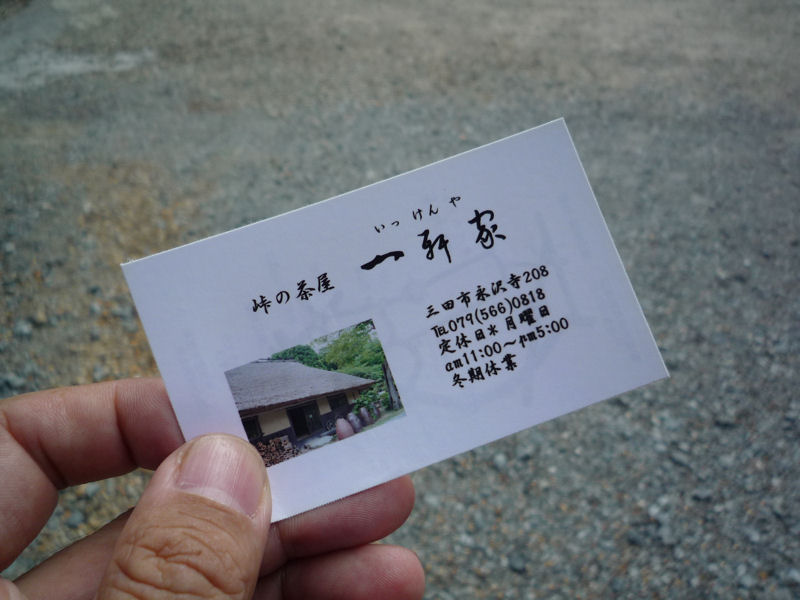 いっけんや
峠の茶屋 一軒家
三田市永沢寺208
℡079(566)0818
定休日＊月曜日
am11:00～pm5:00
冬期休業